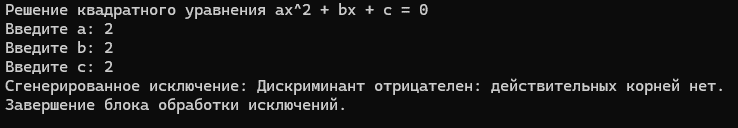 Решение квадратного уравнения ax^2 + bx + c = 0
Введите a: 2
Введите b: 2
Введите c: 2
Сгенерированное исключение: Дискриминант отрицателен: действительных корней нет.
Завершение блока обработки исключений.